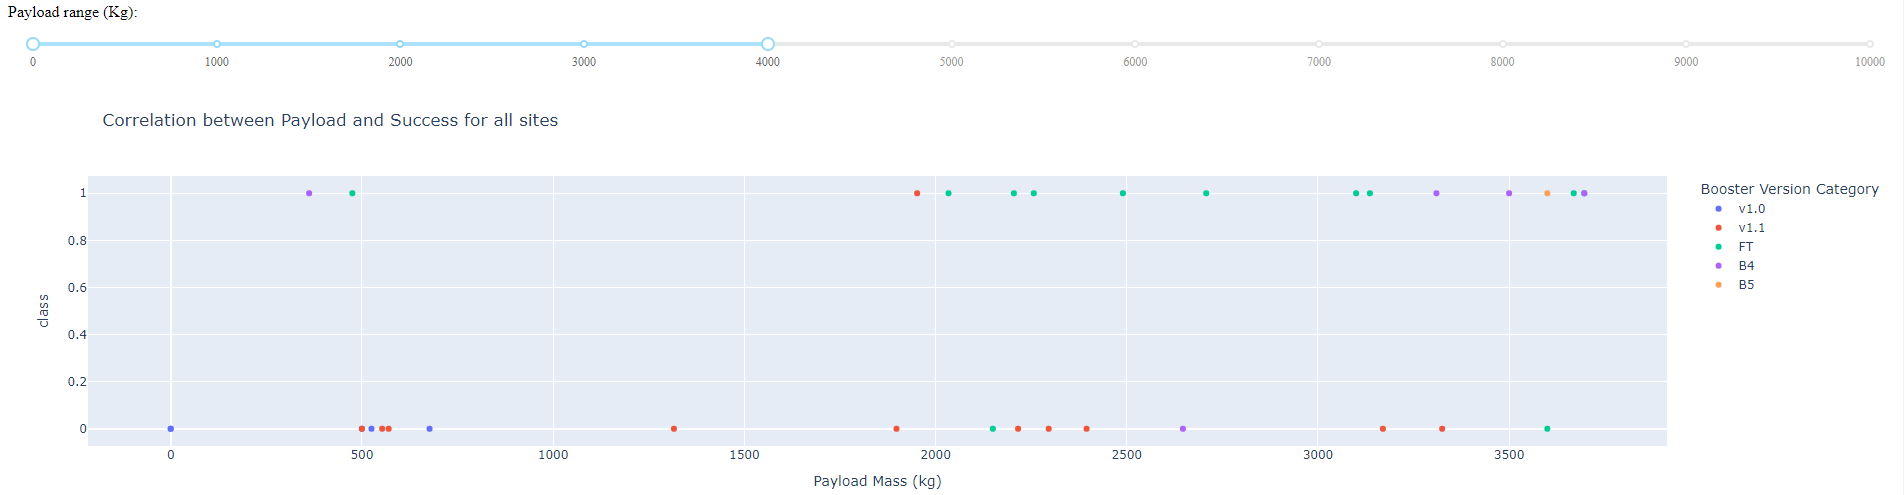 Payload range (Kg):
0 1000 2000 3000 4000 5000 6000 7000 8000 9000 10000
Correlation between Payload and Success for all sites
1
0.8
0.6
0.4
0.2
0
class
0 500 1000 1500 2000 2500 3000 3500
Payload Mass (kg)
Booster Version Category
v1.0
v1.1
FT
B4
B5